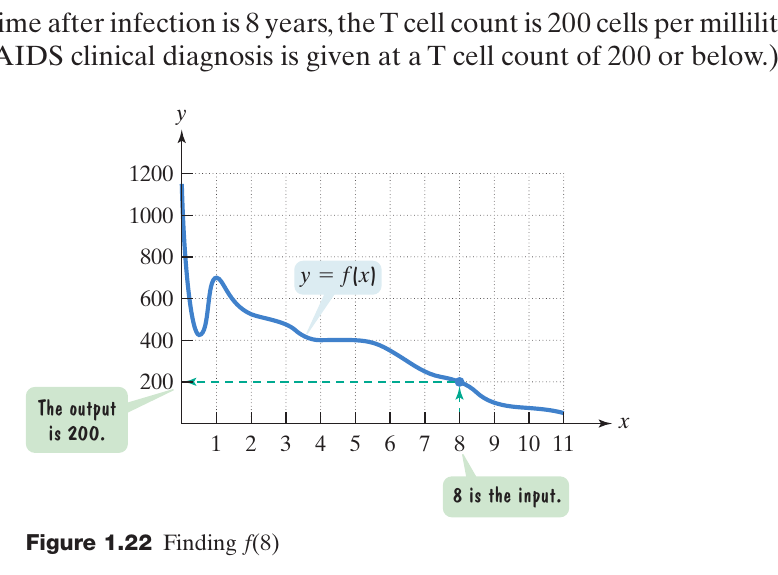 ime after infection is 8 years, the T cell count is 200 cells per millilit
AIDS clinical diagnosis is given at a T cell count of 200 or below.)
y
1200
1000
800
y = f(x)
600
400
200
The output
is 200.
x
1 2 3 4 5 6 7 8 9 10 11
8 is the input.
Figure 1.22 Finding f(8)